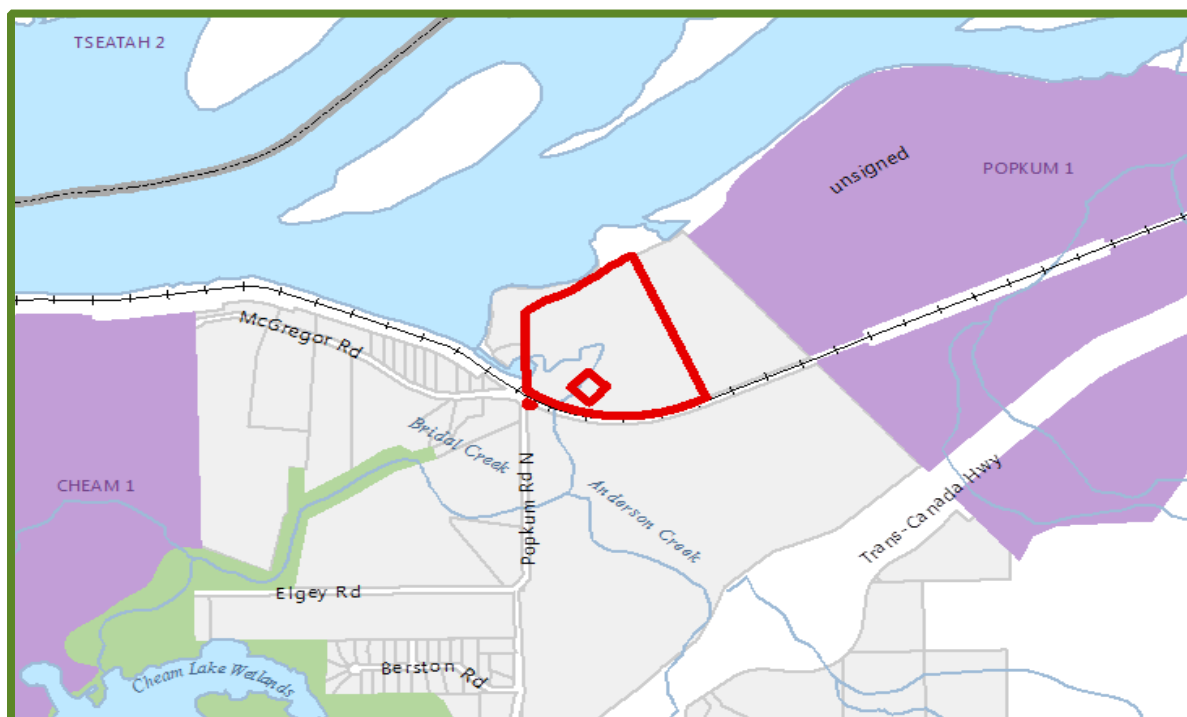 TSEATAH 2
unsigned
POPKUM 1
McGregor Rd
Bridal Creek
Popkum Rd N
CHEAM 1
Anderson Creek
Trans-Canada Hwy
Elgey Rd
Cheam Lake Wetlands
Berston Rd